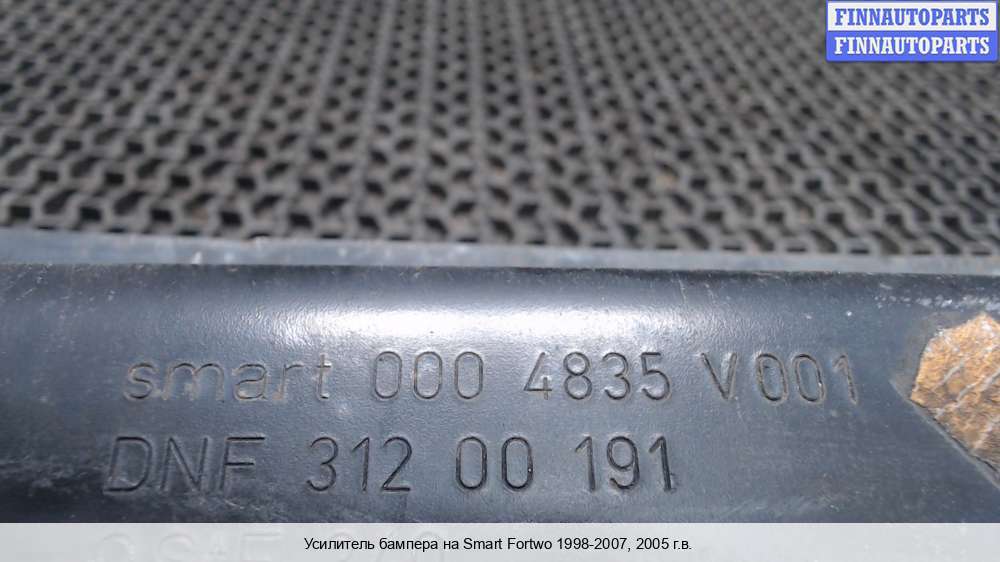 FINNAUTOPARTS
FINNAUTOPARTS
smart 000 4835 V001
DNF 312 00 191
Усилитель бампера на Smart Fortwo 1998-2007, 2005 г.в.